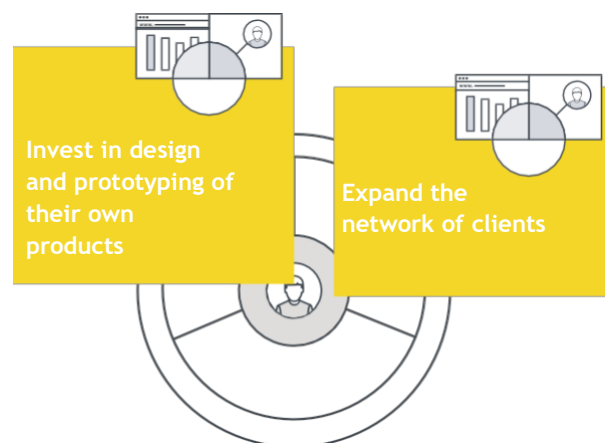 Invest in design
and prototyping of
their own
products
Expand the
network of clients